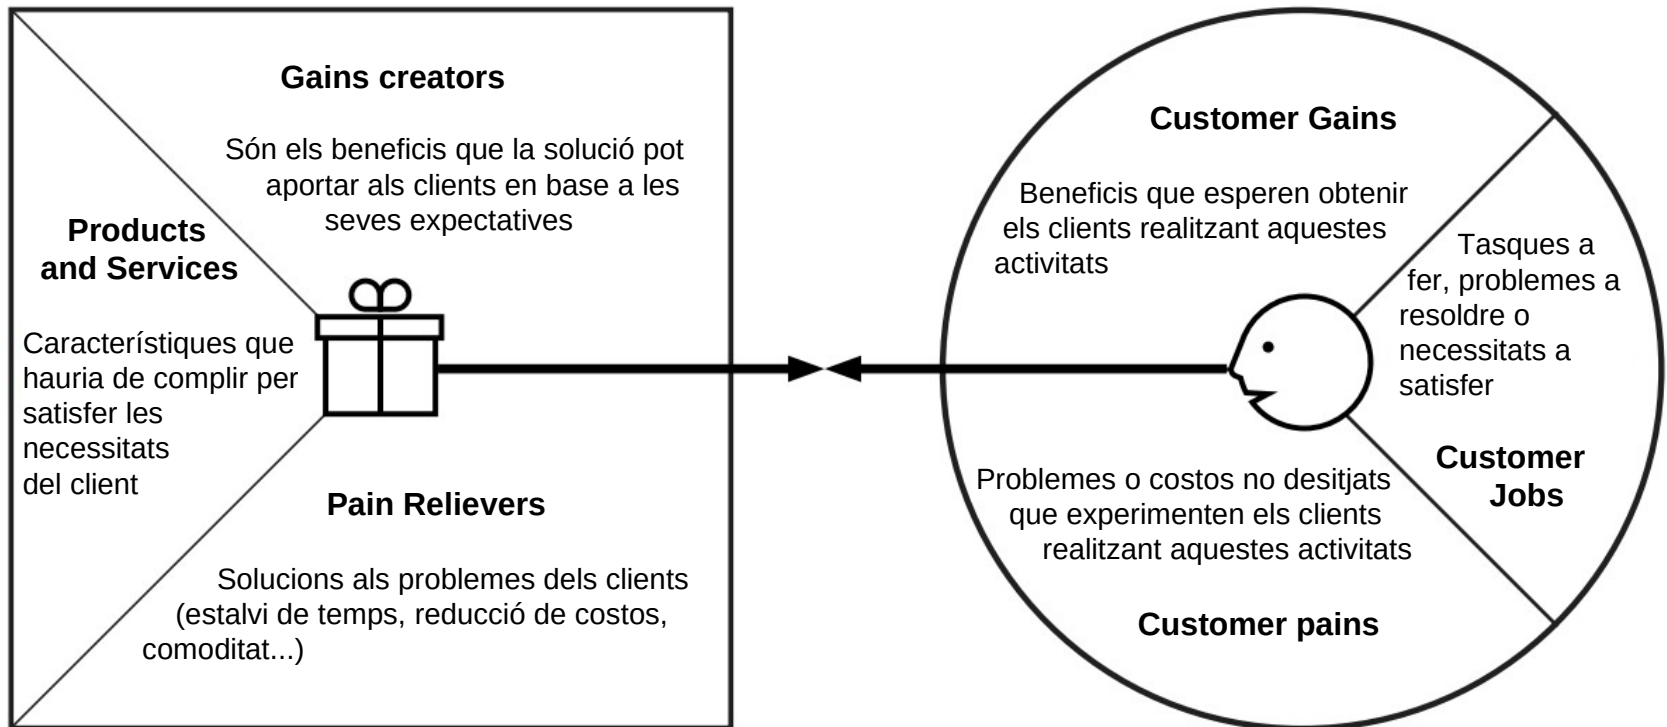 Gains creators
Són els beneficis que la solució pot
aportar als clients en base a les
seves expectatives
Products
and Services
Característiques que
hauria de complir per
satisfer les
necessitats
del client
Pain Relievers
Solucions als problemes dels clients
(estalvi de temps, reducció de costos,
comoditat...)
Customer Gains
Beneficis que esperen obtenir
els clients realitzant aquestes
activitats
Tasques a
fer, problemes a
resoldre o
necessitats a
satisfer
Customer
Jobs
Problemes o costos no desitjats
que experimenten els clients
realitzant aquestes activitats
Customer pains